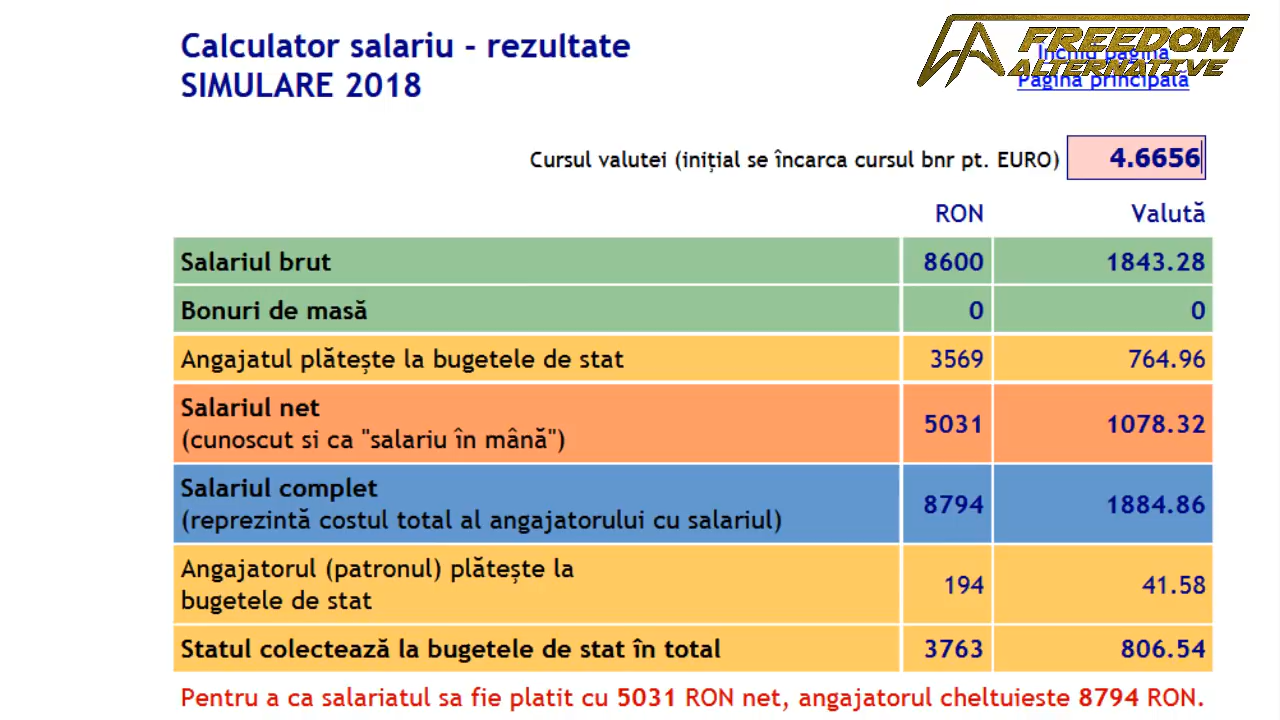 Calculator salariu - rezultate
SIMULARE 2018
FREEDOM
ALTERNATIVE
Închid pagina
Pagina principală
Cursul valutei (inițial se încarca cursul bnr pt. EURO) 4.6656
RON Valută
Salariul brut 8600 1843.28
Bonuri de masă 0 0
Angajatul plătește la bugetele de stat 3569 764.96
Salariul net
(cunoscut si ca "salariu în mână") 5031 1078.32
Salariul complet
(reprezintă costul total al angajatorului cu salariul) 8794 1884.86
Angajatorul (patronul) plătește la
bugetele de stat 194 41.58
Statul colectează la bugetele de stat în total 3763 806.54
Pentru a ca salariatul sa fie platit cu 5031 RON net, angajatorul cheltuieste 8794 RON.